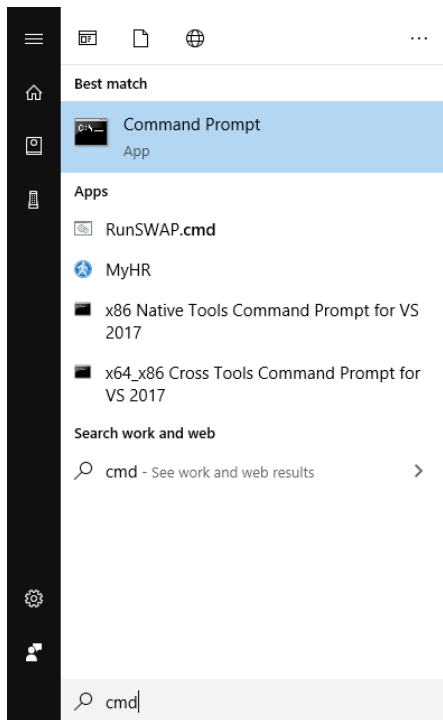 Best match
Command Prompt
App
Apps
RunSWAP.cmd
MyHR
x86 Native Tools Command Prompt for VS
2017
x64_x86 Cross Tools Command Prompt for
VS 2017
Search work and web
cmd - See work and web results
cmd